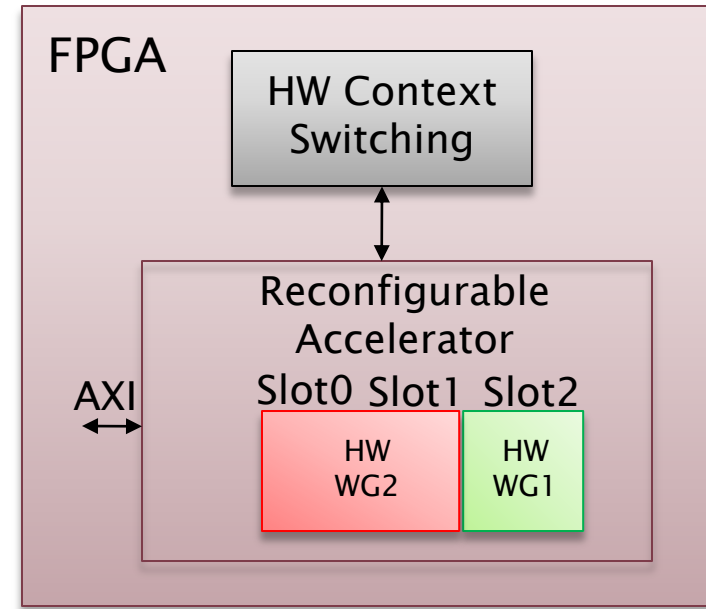 FPGA
HW Context
Switching
Reconfigurable
Accelerator
AXI
Slot0 Slot1 Slot2
HW
WG2
HW
WG1